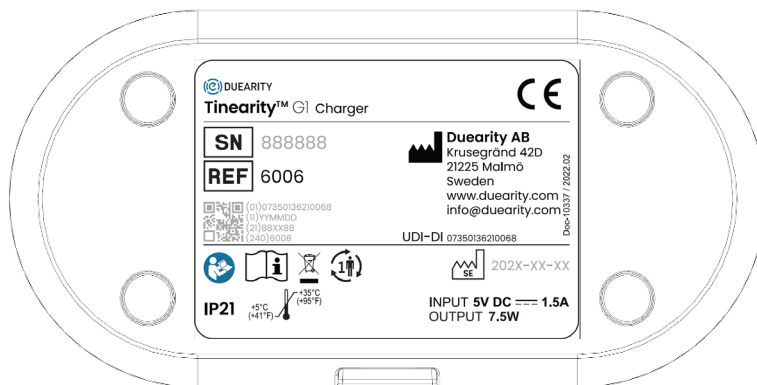 DUEARITY
Tinearity™ G1 Charger
CE
SN 888888
REF 6006
(01)07350136210068
(11)YYMMDD
(21)88XX88
(240)6006
Duearity AB
Krusegränd 42D
21225 Malmö
Sweden
www.duearity.com
info@duearity.com
Doc-10337 / 2022.02
UDI-DI 07350136210068
1
SE
202X-XX-XX
IP21
+5°C
(+41°F)
+35°C
(+95°F)
INPUT 5V DC 1.5A
OUTPUT 7.5W